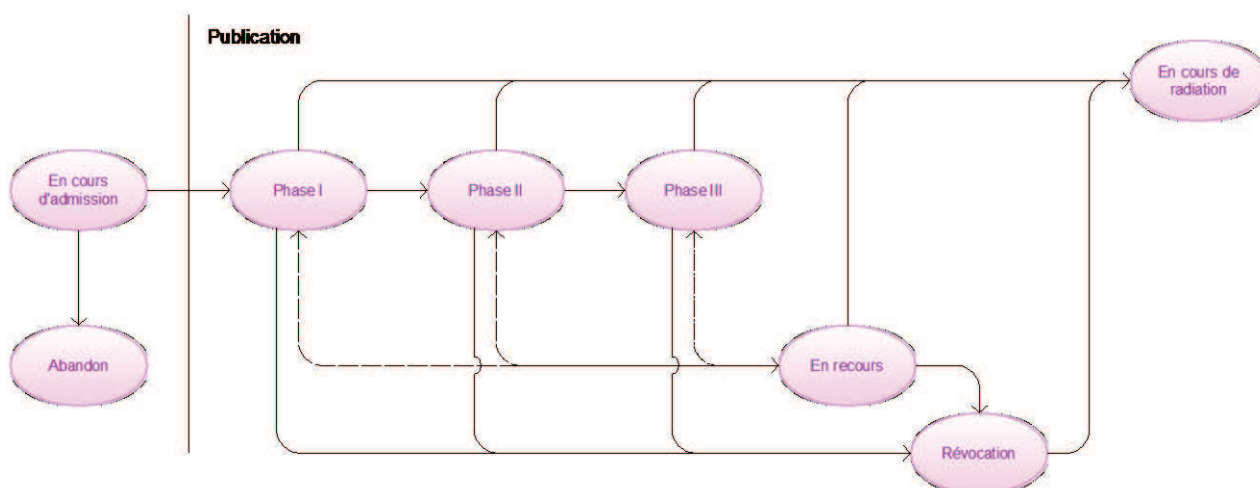 Publication
En cours de
radiation
En cours
d'admission
Phase I
Phase II
Phase III
Abandon
En recours
Révocation